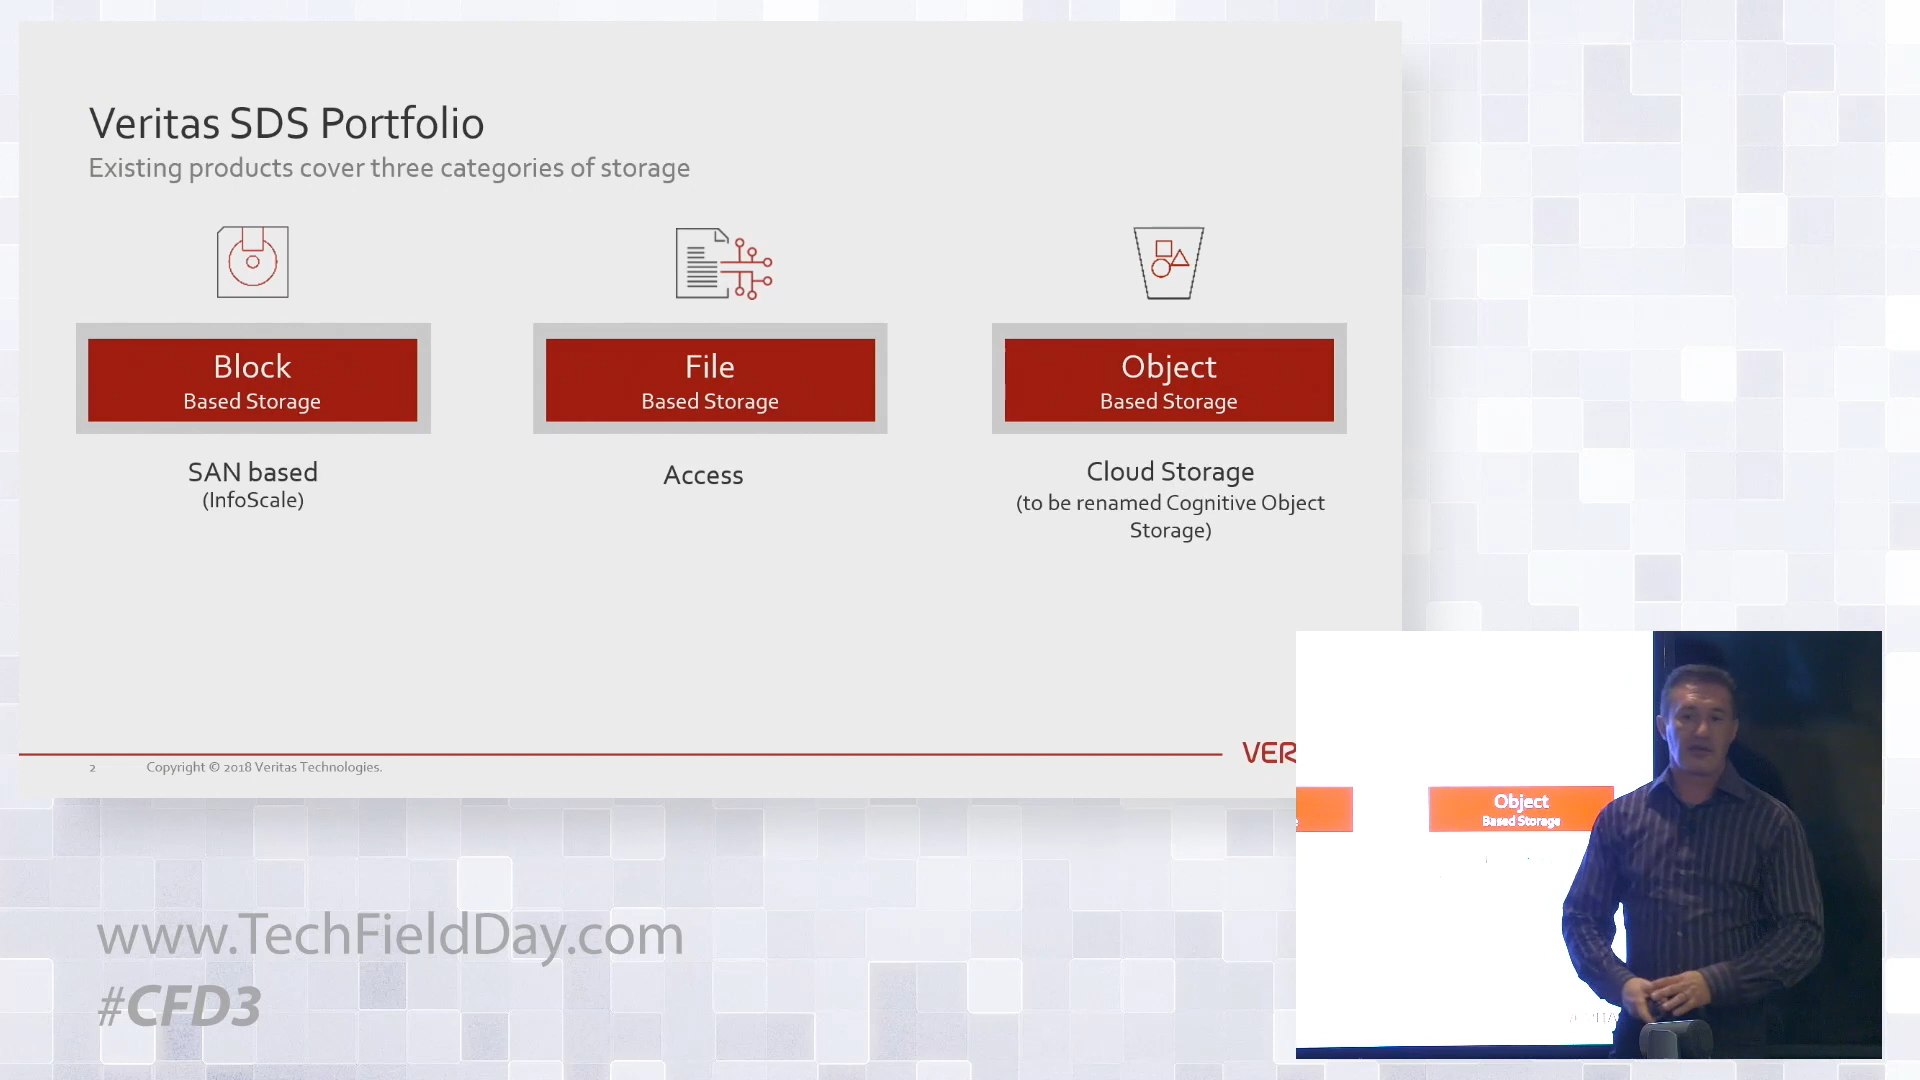 Veritas SDS Portfolio
Existing products cover three categories of storage
Block
Based Storage
File
Based Storage
Object
Based Storage
SAN based
(InfoScale)
Access
Cloud Storage
(to be renamed Cognitive Object
Storage)
2
Copyright © 2018 Veritas Technologies.
VER
Object
Based Storage
www.TechFieldDay.com
#CFD3